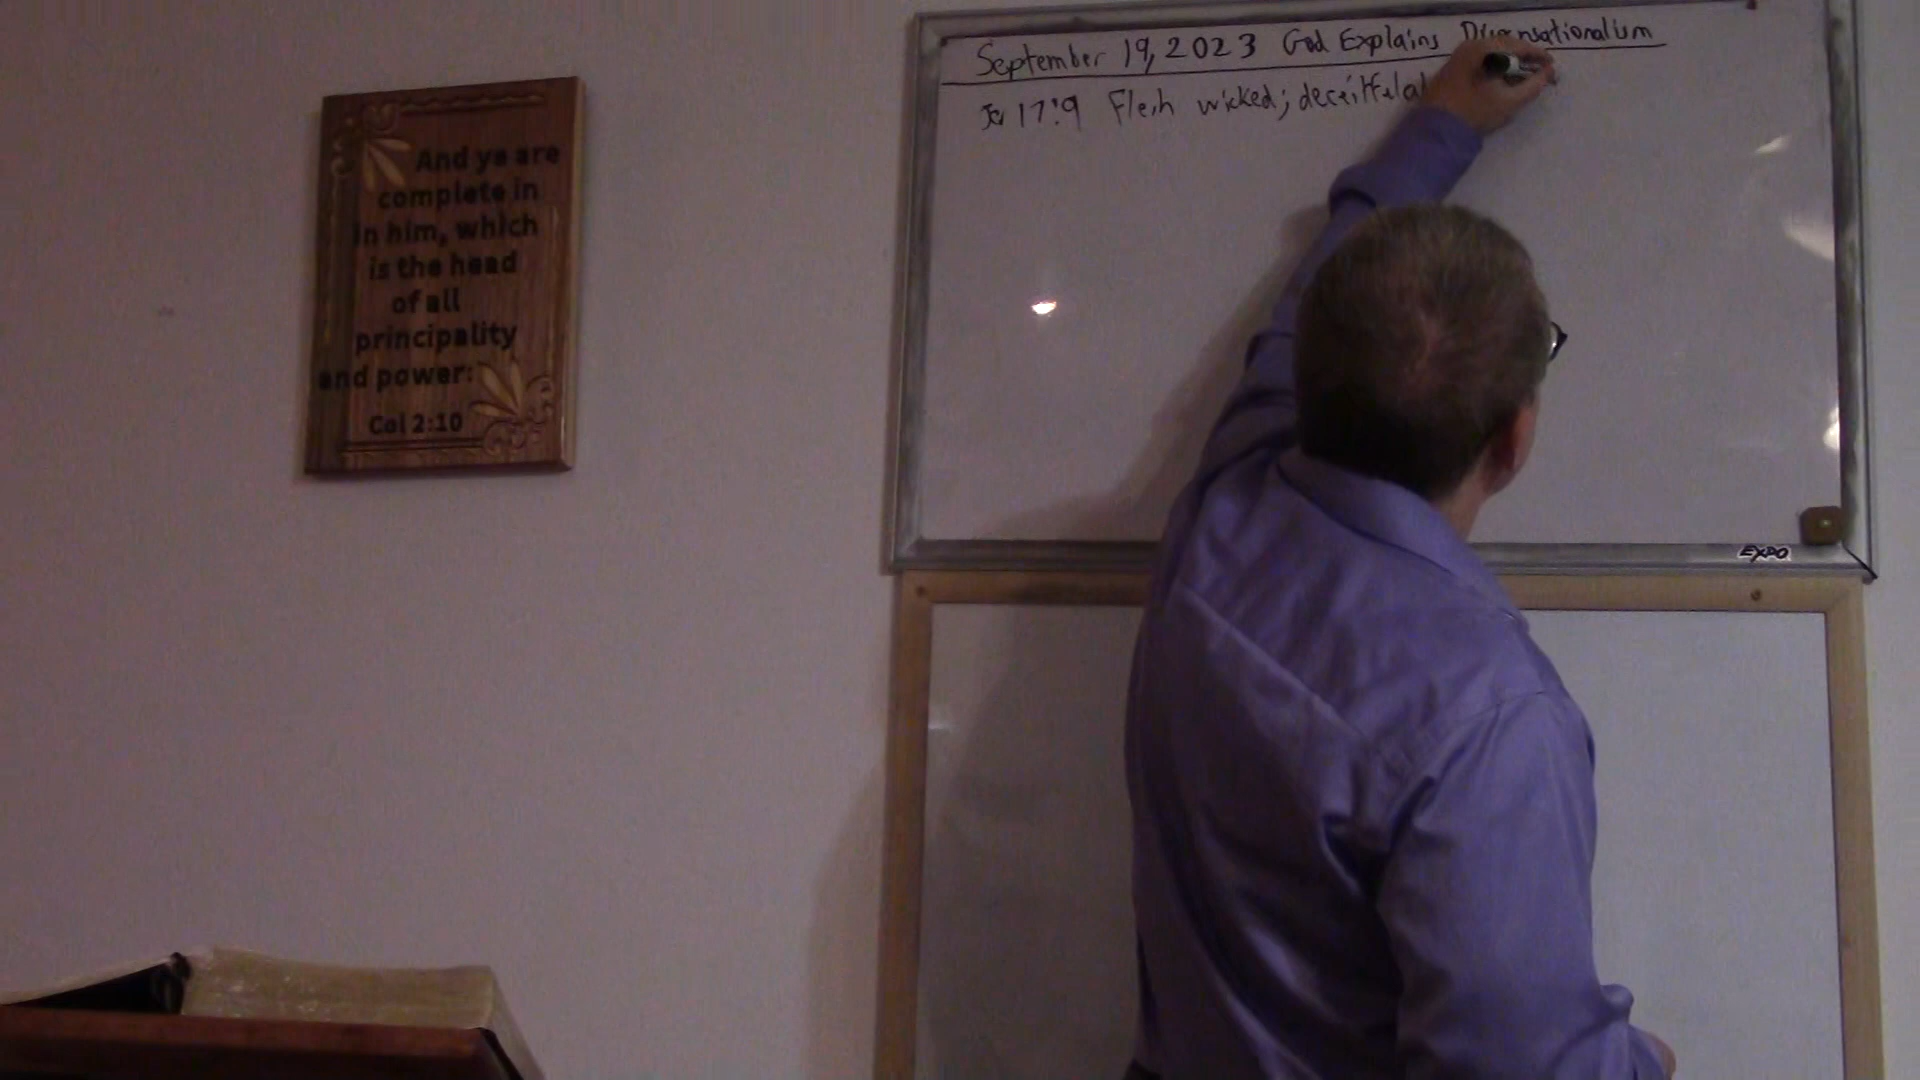 And ye are
complete in
in him, which
is the head
of all
principality
and power:
Col 2:10
September 19, 2023 God Explains Dispensationalism
Je 17:9 Flesh wicked; deceitful
EXPO